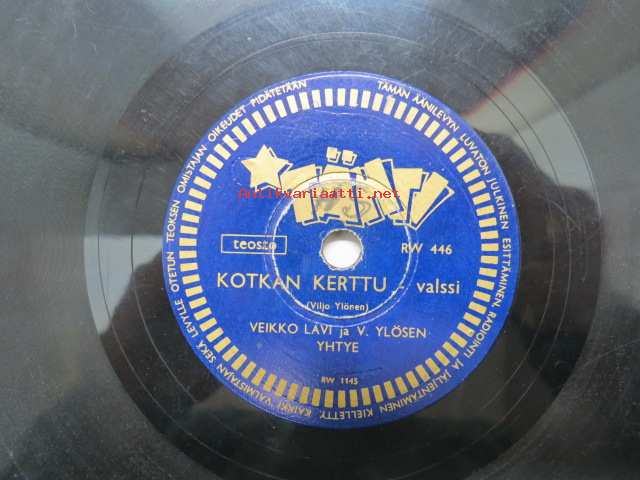 TÄMÄN ÄÄNILEVYN LUVATON JULKINEN ESITTÄMINEN, RADIOINTI JA JÄLJENTÄMINEN KIELLETTY. KAIKKI VALMISTAJAN SEKÄ LEVYLLE OTETUN TEOKSEN OMISTAJAN OIKEUDET PIDÄTETÄÄN
TÄHTI
antikvariaatti.net
teosto
RW 446
KOTKAN KERTTU - valssi
(Viljo Ylönen)
VEIKKO LAVI ja V. YLÖSEN
YHTYE
RW 1145